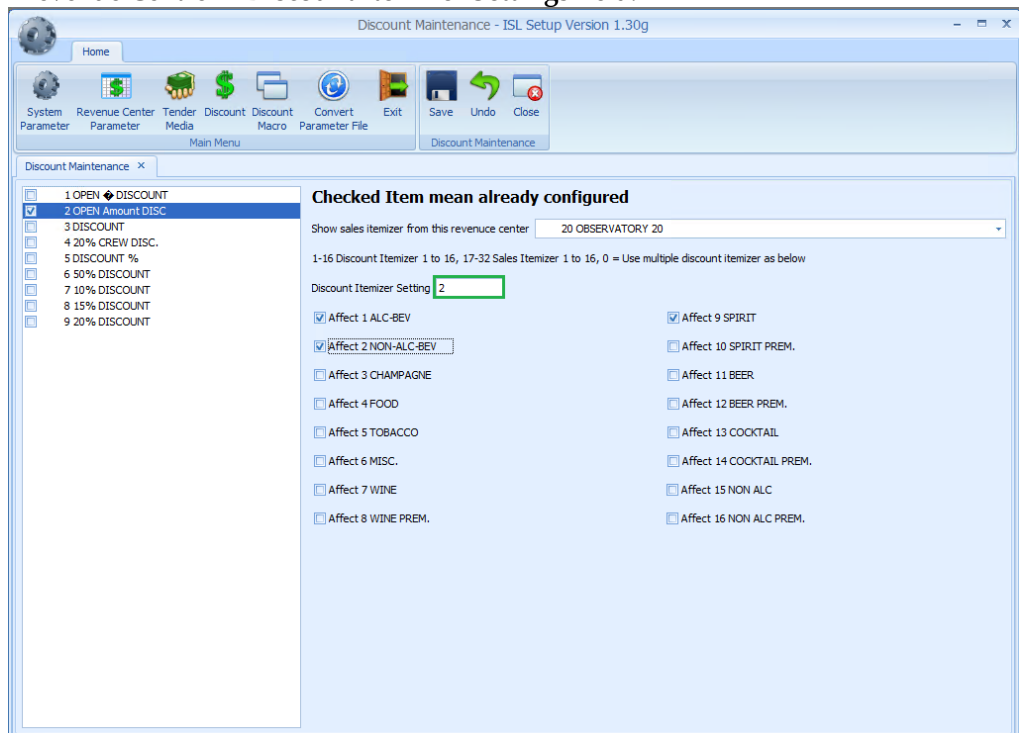 Discount Maintenance - ISL Setup Version 1.30g
Home
System Parameter
Revenue Center Parameter
Tender Media
Discount
Discount Macro
Convert Parameter File
Exit
Save
Undo
Close
Main Menu
Discount Maintenance
Discount Maintenance
1 OPEN � DISCOUNT
2 OPEN Amount DISC
3 DISCOUNT
4 20% CREW DISC.
5 DISCOUNT %
6 50% DISCOUNT
7 10% DISCOUNT
8 15% DISCOUNT
9 20% DISCOUNT
Checked Item mean already configured
Show sales itemizer from this revenuce center 20 OBSERVATORY 20
1-16 Discount Itemizer 1 to 16, 17-32 Sales Itemizer 1 to 16, 0 = Use multiple discount itemizer as below
Discount Itemizer Setting 2
Affect 1 ALC-BEV
Affect 2 NON-ALC-BEV
Affect 3 CHAMPAGNE
Affect 4 FOOD
Affect 5 TOBACCO
Affect 6 MISC.
Affect 7 WINE
Affect 8 WINE PREM.
Affect 9 SPIRIT
Affect 10 SPIRIT PREM.
Affect 11 BEER
Affect 12 BEER PREM.
Affect 13 COCKTAIL
Affect 14 COCKTAIL PREM.
Affect 15 NON ALC
Affect 16 NON ALC PREM.